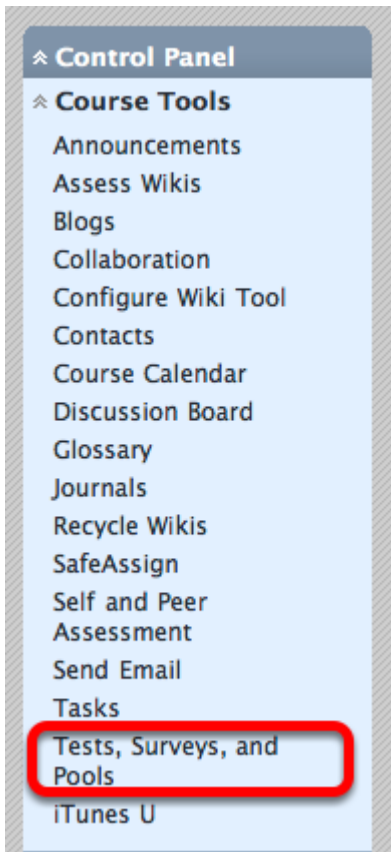 Control Panel
Course Tools
Announcements
Assess Wikis
Blogs
Collaboration
Configure Wiki Tool
Contacts
Course Calendar
Discussion Board
Glossary
Journals
Recycle Wikis
SafeAssign
Self and Peer
Assessment
Send Email
Tasks
Tests, Surveys, and
Pools
iTunes U